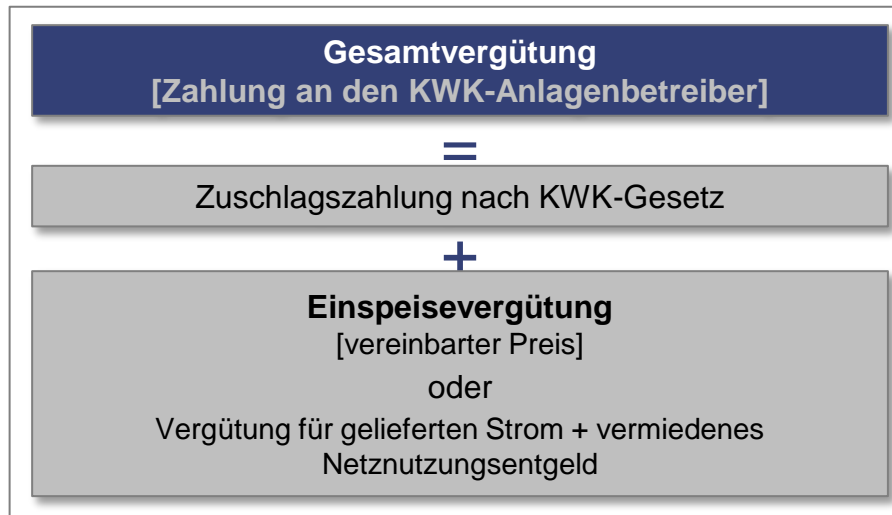 Gesamtvergütung
[Zahlung an den KWK-Anlagenbetreiber]
=
Zuschlagszahlung nach KWK-Gesetz
+
Einspeisevergütung
[vereinbarter Preis]
oder
Vergütung für gelieferten Strom + vermiedenes
Netznutzungsentgeld